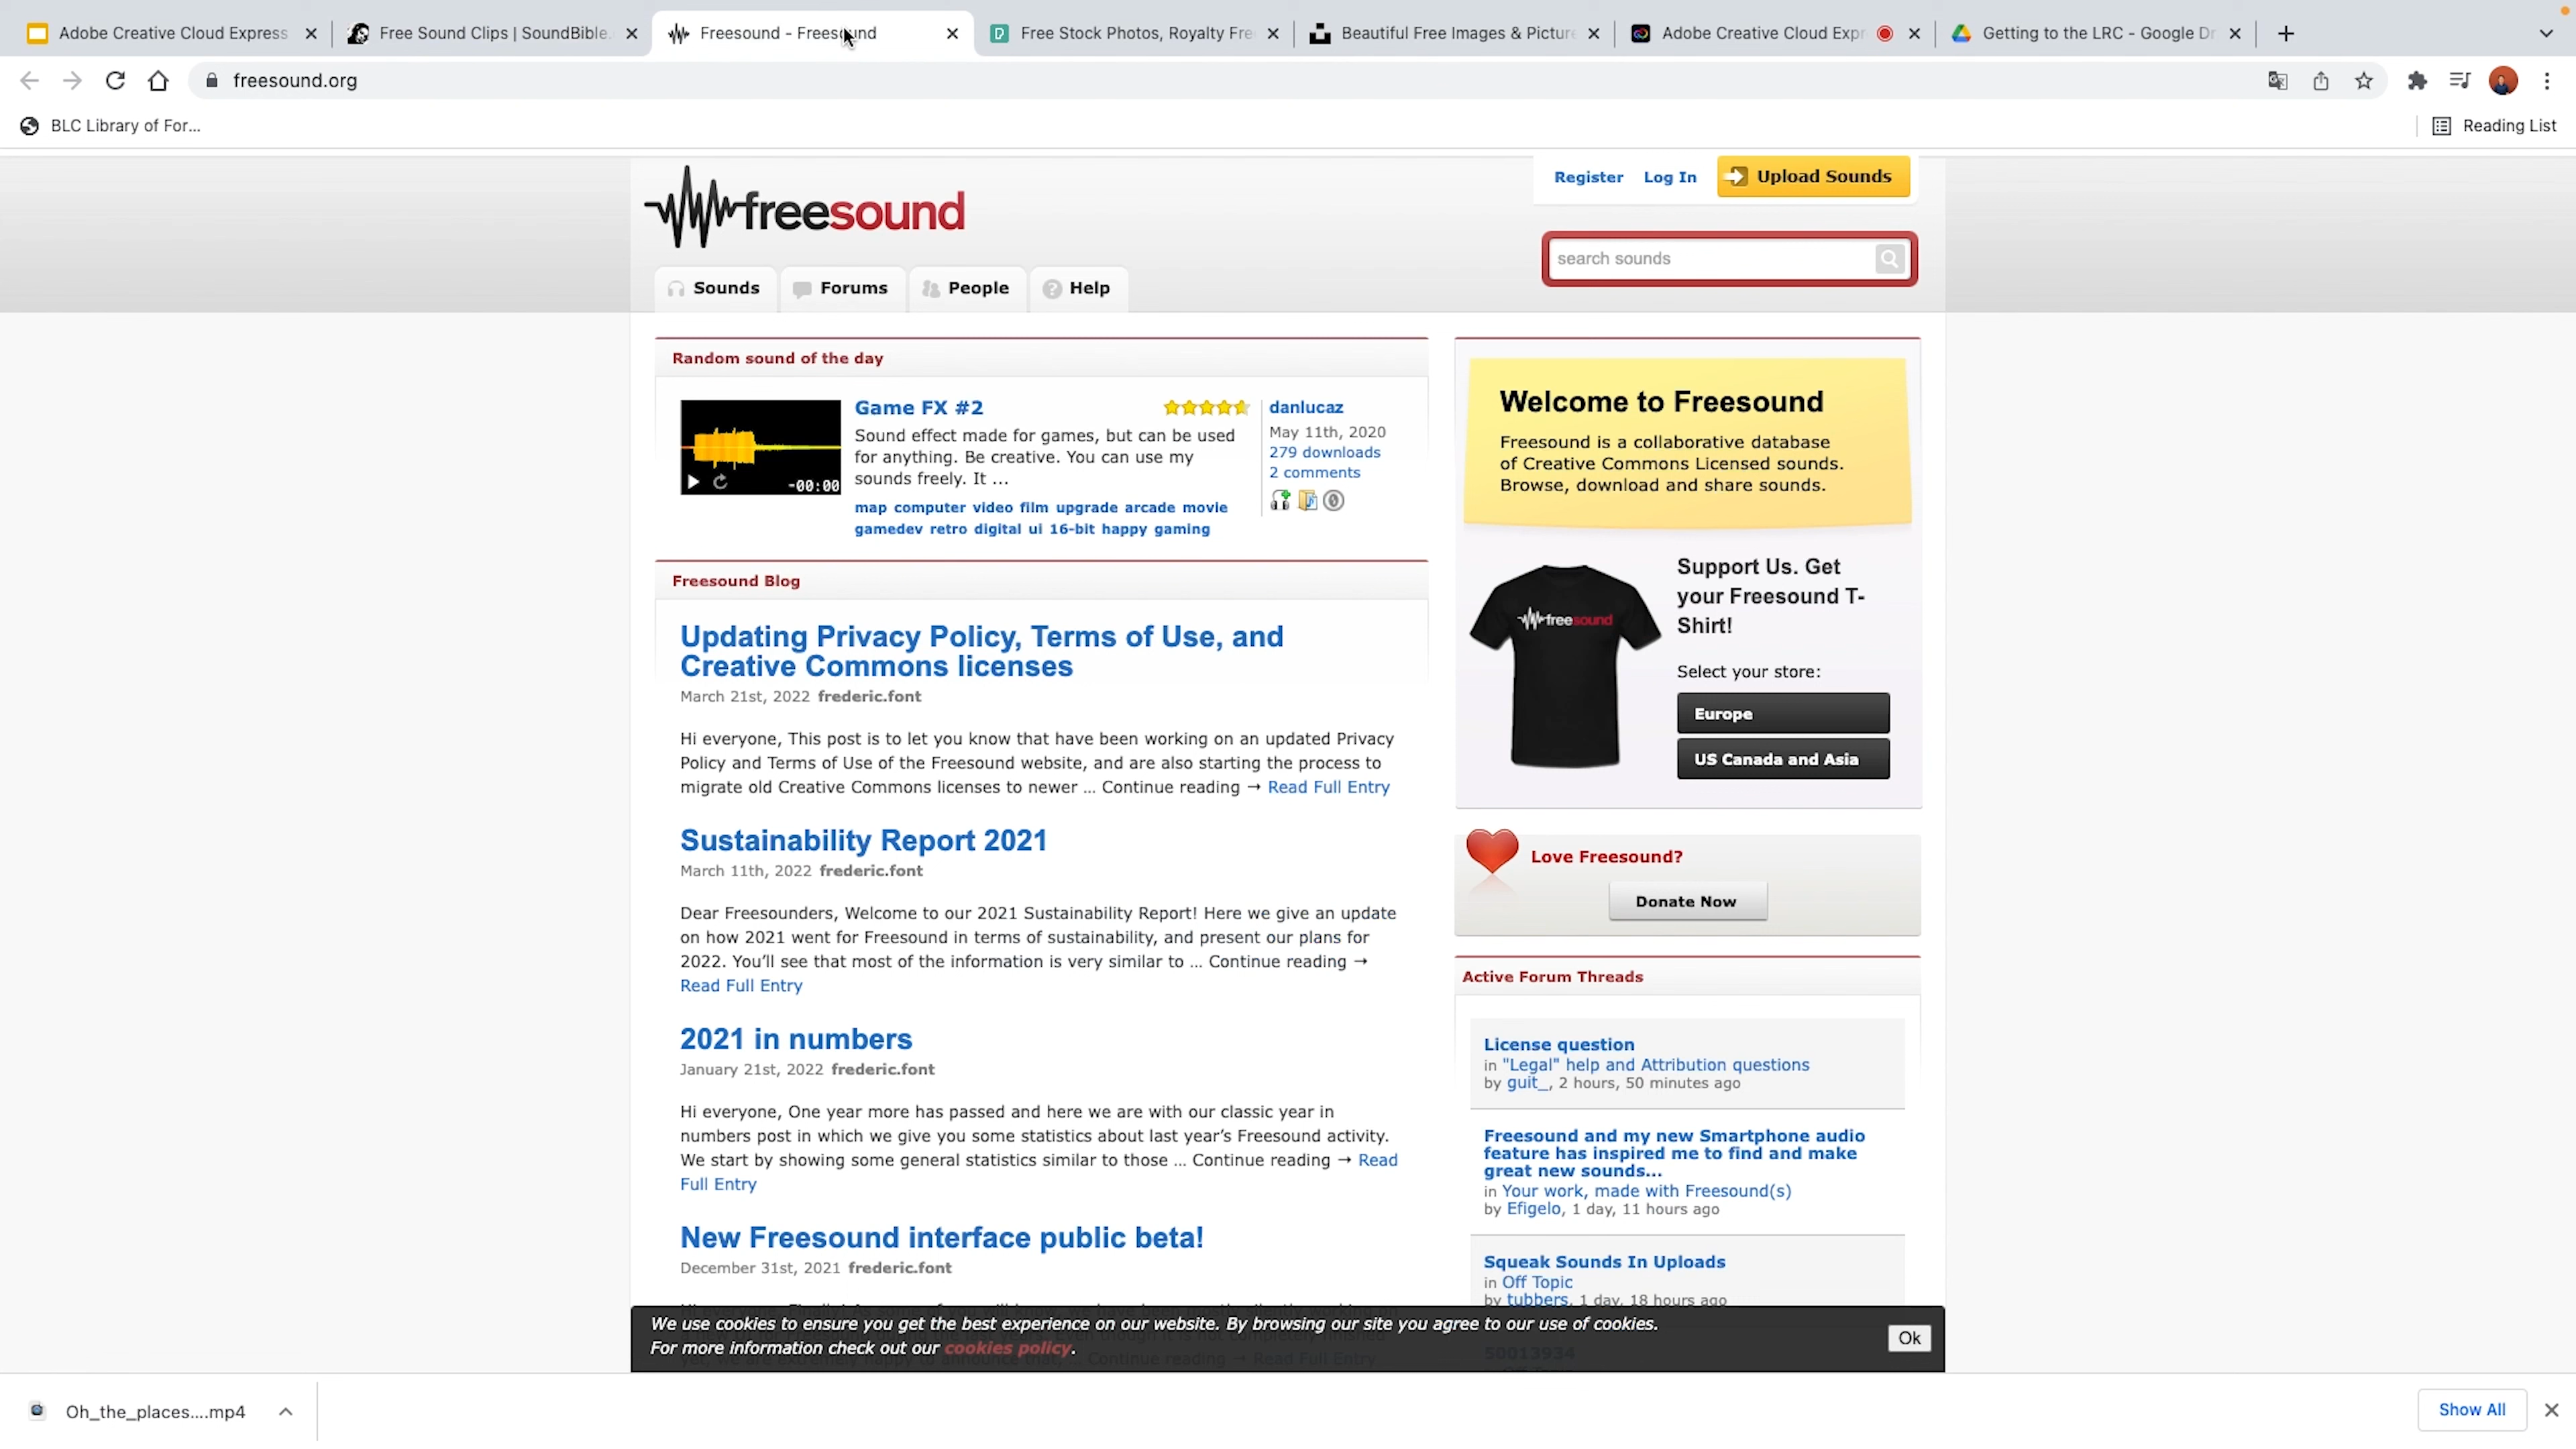 Adobe Creative Cloud Express
Free Sound Clips | SoundBible.
Freesound - Freesound
Free Stock Photos, Royalty Fre
Beautiful Free Images & Picture
Adobe Creative Cloud Expr
Getting to the LRC - Google Dr
freesound.org
BLC Library of For...
Reading List
freesound
Register Log In Upload Sounds
search sounds
Sounds Forums People Help
Random sound of the day
Game FX #2
Sound effect made for games, but can be used
for anything. Be creative. You can use my
sounds freely. It ...
map computer video film upgrade arcade movie
gamedev retro digital ui 16-bit happy gaming
-00:00
danlucaz
May 11th, 2020
279 downloads
2 comments
Freesound Blog
Updating Privacy Policy, Terms of Use, and
Creative Commons licenses
March 21st, 2022 frederic.font
Hi everyone, This post is to let you know that have been working on an updated Privacy
Policy and Terms of Use of the Freesound website, and are also starting the process to
migrate old Creative Commons licenses to newer ... Continue reading → Read Full Entry
Sustainability Report 2021
March 11th, 2022 frederic.font
Dear Freesounders, Welcome to our 2021 Sustainability Report! Here we give an update
on how 2021 went for Freesound in terms of sustainability, and present our plans for
2022. You'll see that most of the information is very similar to ... Continue reading →
Read Full Entry
2021 in numbers
January 21st, 2022 frederic.font
Hi everyone, One year more has passed and here we are with our classic year in
numbers post in which we give you some statistics about last year's Freesound activity.
We start by showing some general statistics similar to those ... Continue reading → Read
Full Entry
New Freesound interface public beta!
December 31st, 2021 frederic.font
Welcome to Freesound
Freesound is a collaborative database
of Creative Commons Licensed sounds.
Browse, download and share sounds.
freesound
Support Us. Get
your Freesound T-
Shirt!
Select your store:
Europe
US Canada and Asia
Love Freesound?
Donate Now
Active Forum Threads
License question
in "Legal" help and Attribution questions
by guit_, 2 hours, 50 minutes ago
Freesound and my new Smartphone audio
feature has inspired me to find and make
great new sounds...
in Your work, made with Freesound(s)
by Efigelo, 1 day, 11 hours ago
Squeak Sounds In Uploads
in Off Topic
by tubbers, 1 day, 18 hours ago
We use cookies to ensure you get the best experience on our website. By browsing our site you agree to our use of cookies.
For more information check out our cookies policy.
Ok
Continue reading → Read Full Entry
50013934
Oh_the_places....mp4
Show All